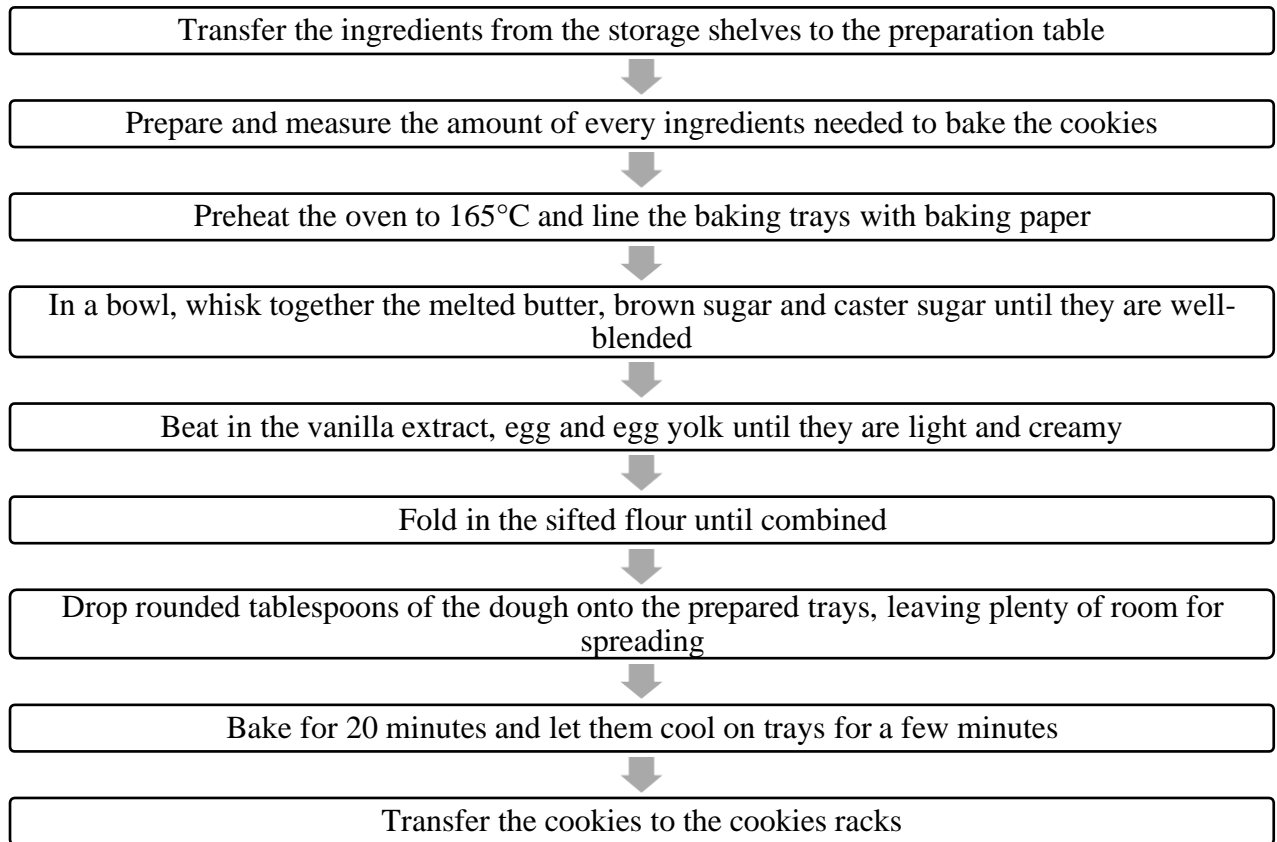 Transfer the ingredients from the storage shelves to the preparation table
Prepare and measure the amount of every ingredients needed to bake the cookies
Preheat the oven to 165°C and line the baking trays with baking paper
In a bowl, whisk together the melted butter, brown sugar and caster sugar until they are well-
blended
Beat in the vanilla extract, egg and egg yolk until they are light and creamy
Fold in the sifted flour until combined
Drop rounded tablespoons of the dough onto the prepared trays, leaving plenty of room for
spreading
Bake for 20 minutes and let them cool on trays for a few minutes
Transfer the cookies to the cookies racks